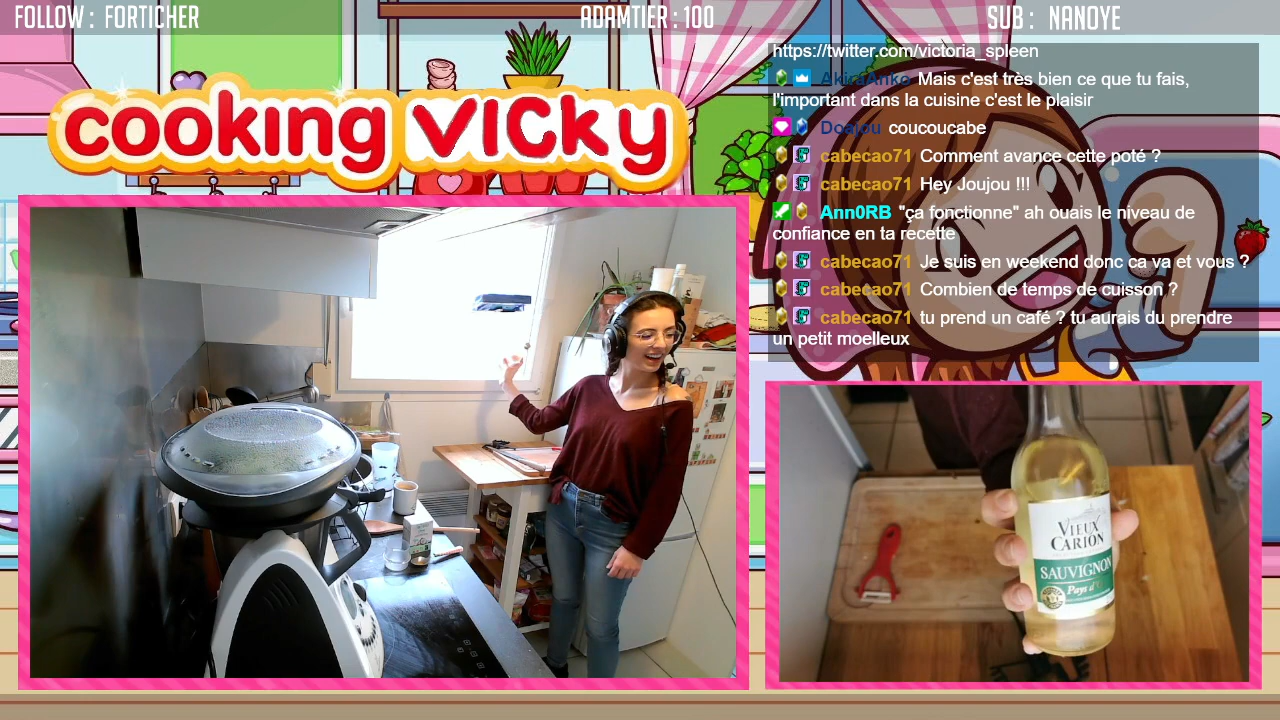 FOLLOW : FORTICHER
ADAMTIER : 100
SUB : NANOYE
cooking VICky
https://twitter.com/victoria_spleen
AkiraAnko Mais c'est très bien ce que tu fais,
l'important dans la cuisine c'est le plaisir
Doajou coucoucabe
cabecao71 Comment avance cette poté ?
cabecao71 Hey Joujou !!!
Ann0RB "ça fonctionne" ah ouais le niveau de
confiance en ta recette
cabecao71 Je suis en weekend donc ca va et vous ?
cabecao71 Combien de temps de cuisson ?
cabecao71 tu prend un café ? tu aurais du prendre
un petit moelleux
VIEUX
CARION
SAUVIGNON
Pays d'